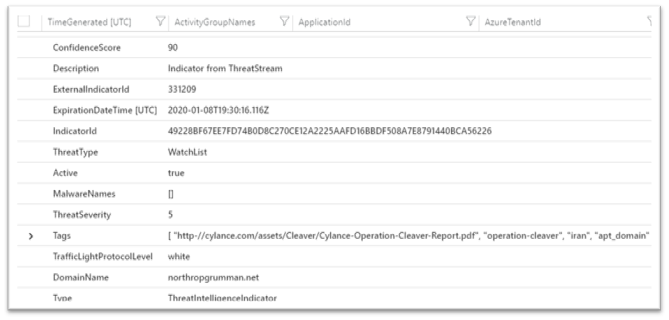 TimeGenerated [UTC] ActivityGroupNames ApplicationId AzureTenantId
ConfidenceScore 90
Description Indicator from ThreatStream
ExternalIndicatorId 331209
ExpirationDateTime [UTC] 2020-01-08T19:30:16.116Z
IndicatorId 49228BF67EE7FD74B0D8C270CE12A2225AAFD16BBDF508A7E8791440BCA56226
ThreatType WatchList
Active true
MalwareNames []
ThreatSeverity 5
Tags [ "http://cylance.com/assets/Cleaver/Cylance-Operation-Cleaver-Report.pdf", "operation-cleaver", "iran", "apt_domain"
TrafficLightProtocolLevel white
DomainName northropgrumman.net
Type ThreatIntelligenceIndicator